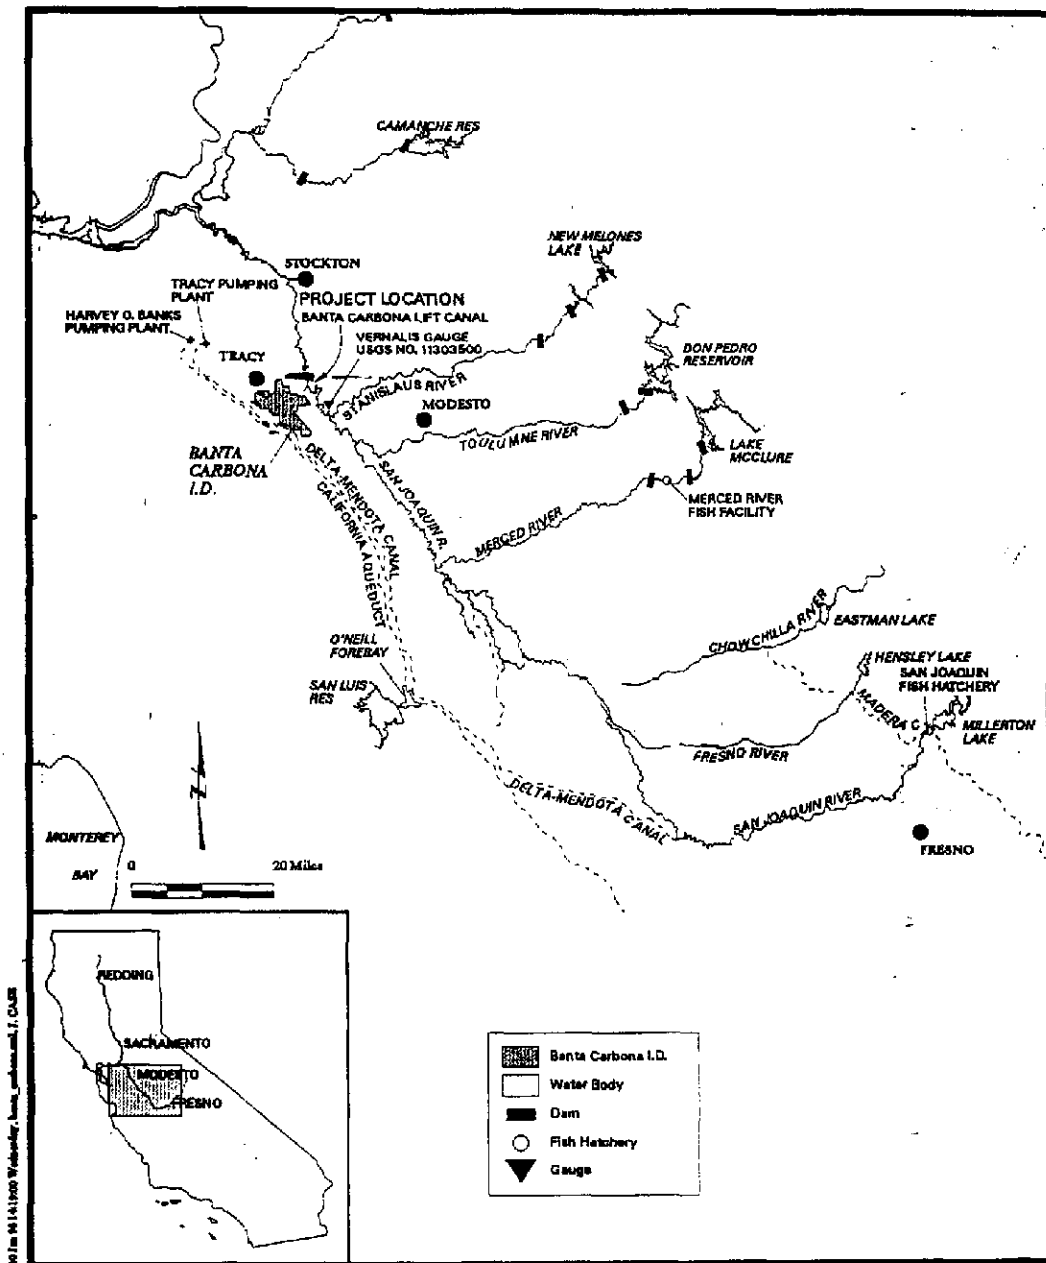 CAMANCHE RES
NEW MELONES
LAKE
STOCKTON
TRACY PUMPING
PLANT
PROJECT LOCATION
BANTA CARBONA LIFT CANAL
HARVEY O. BANKS
PUMPING PLANT
VERNALIS GAUGE
USGS NO. 11303500
DON PEDRO
RESERVOIR
TRACY
STANISLAUS RIVER
MODESTO
TOULUMNE RIVER
BANTA
CARBONA
I.D.
LAKE
MCCLURE
DELTA-MENDOTA CANAL
CALIFORNIA AQUEDUCT
SAN JOAQUIN R.
MERCED RIVER
FISH FACILITY
MERCED RIVER
CHOWCHILLA RIVER
EASTMAN LAKE
O'NEILL
FOREBAY
HENSLEY LAKE
SAN LUIS
RES
SAN JOAQUIN
FISH HATCHERY
MADERA C
MILLERTON
LAKE
FRESNO RIVER
DELTA-MENDOTA CANAL
SAN JOAQUIN RIVER
FRESNO
MONTEREY
BAY
N
0 20 Miles
REDDING
SACRAMENTO
MODESTO
FRESNO
Banta Carbona I.D.
Water Body
Dam
Fish Hatchery
Gauge